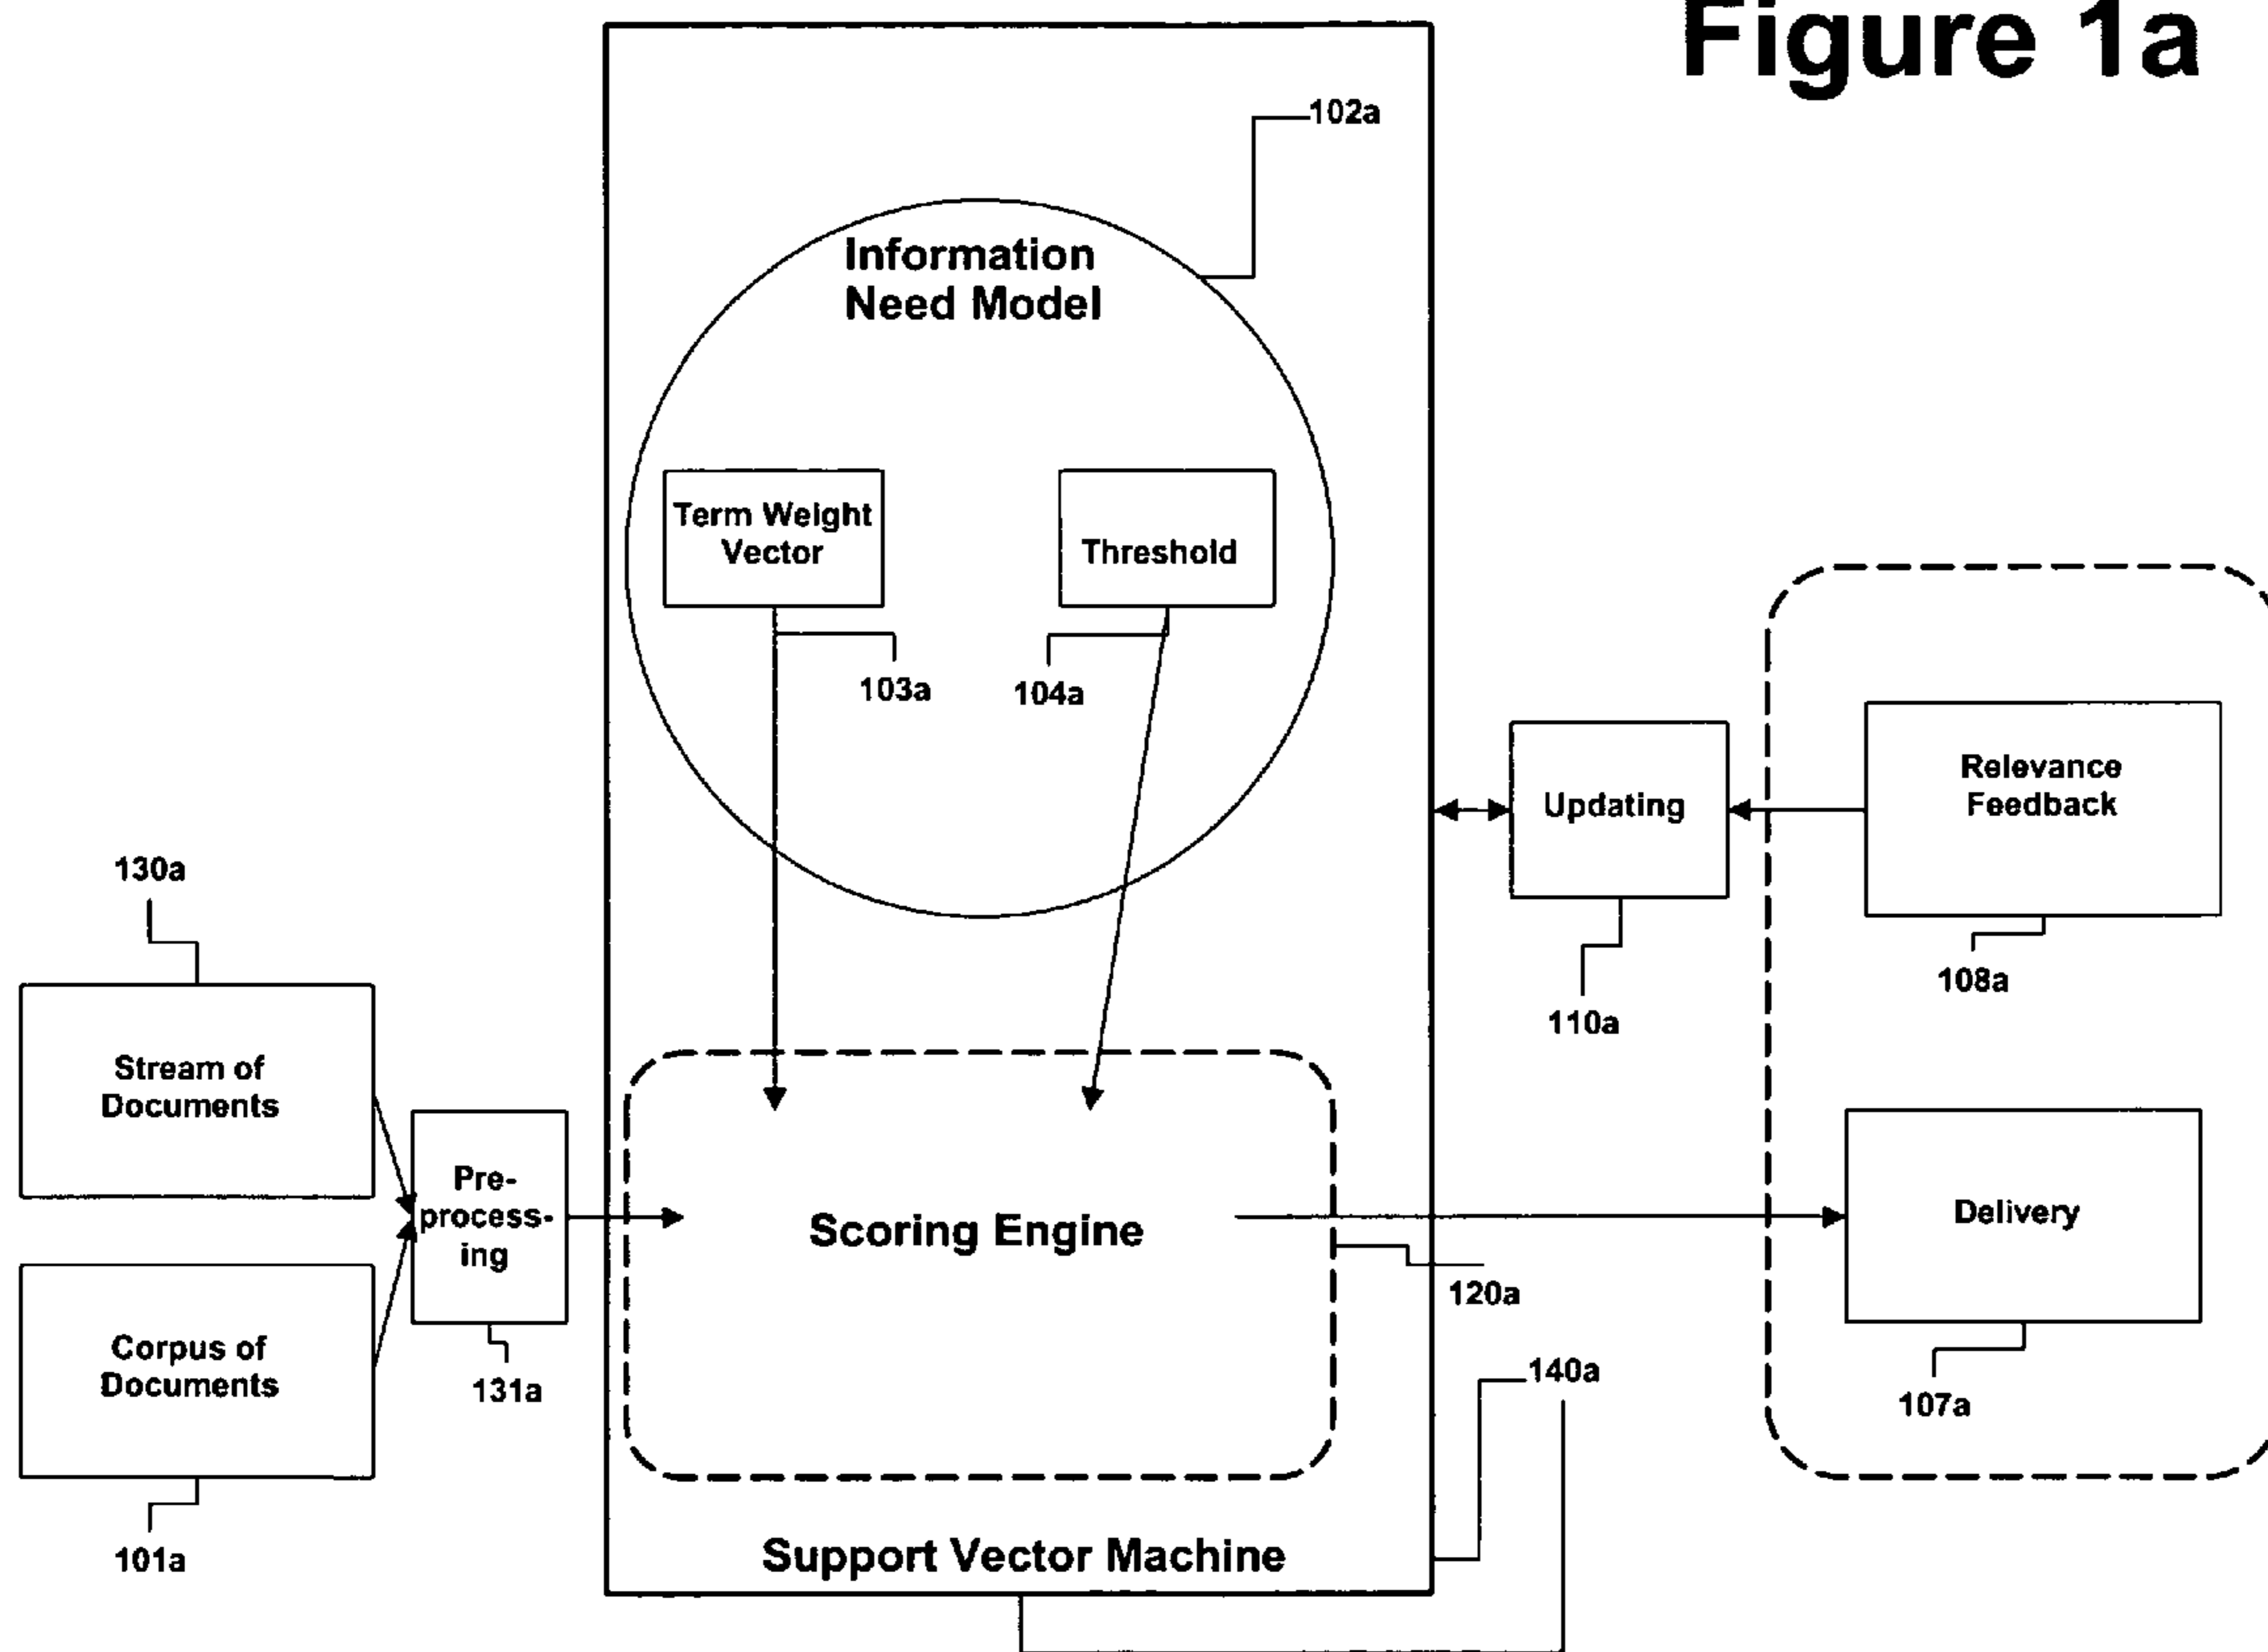 Figure 1a
102a
Information
Need Model
Term Weight
Vector
Threshold
103a
104a
Updating
Relevance
Feedback
110a
108a
130a
Stream of
Documents
Pre-
process-
ing
Corpus of
Documents
131a
101a
Scoring Engine
120a
Delivery
107a
140a
Support Vector Machine